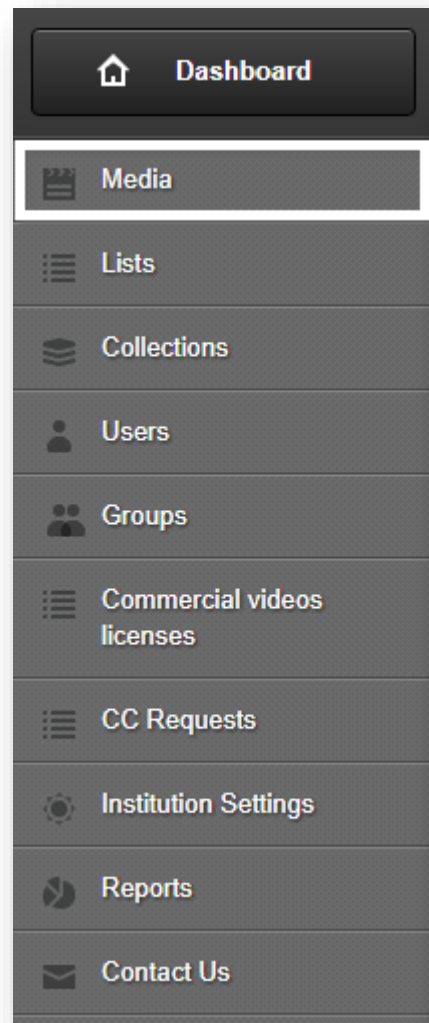 Dashboard
Media
Lists
Collections
Users
Groups
Commercial videos
licenses
CC Requests
Institution Settings
Reports
Contact Us